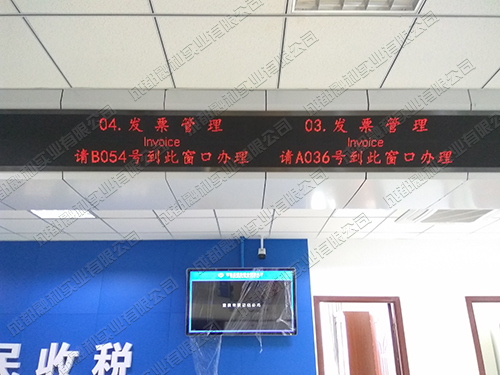 04.发票管理
Invoice
请B054号到此窗口办理
03.发票管理
Invoice
请A036号到此窗口办理
民收税